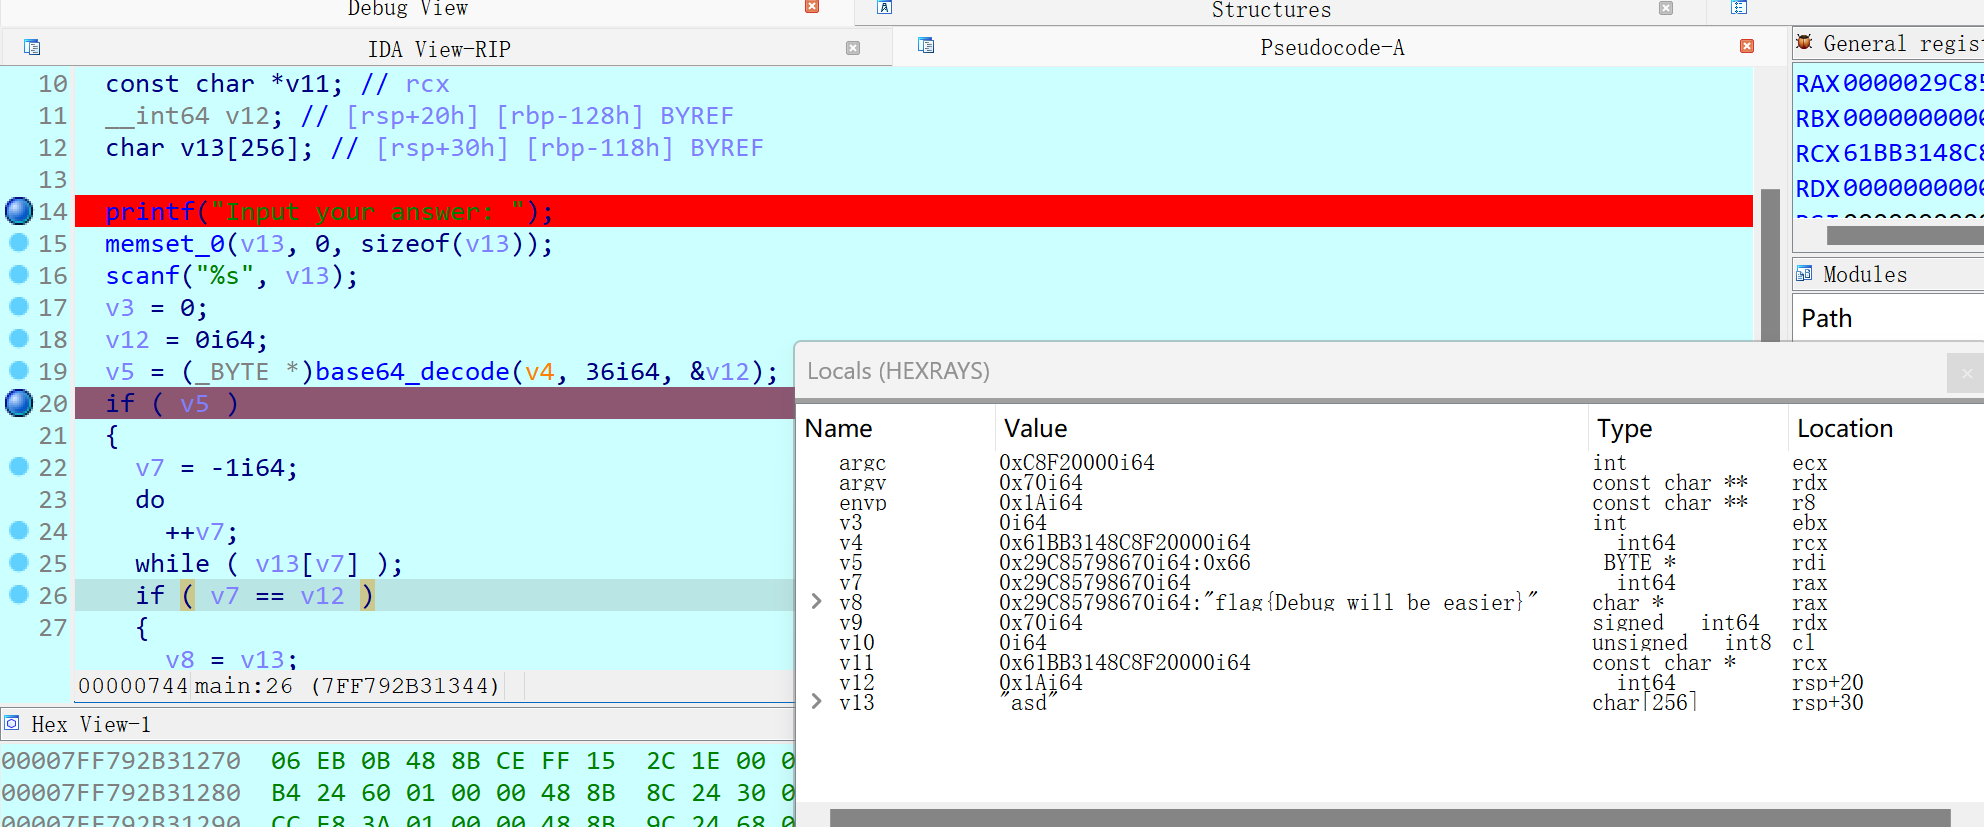 Debug View
Structures
IDA View-RIP
Pseudocode-A
General regist
10 const char *v11; // rcx
11 __int64 v12; // [rsp+20h] [rbp-128h] BYREF
12 char v13[256]; // [rsp+30h] [rbp-118h] BYREF
13
14 printf("Input your answer: ");
15 memset_0(v13, 0, sizeof(v13));
16 scanf("%s", v13);
17 v3 = 0;
18 v12 = 0i64;
19 v5 = (_BYTE *)base64_decode(v4, 36i64, &v12);
20 if ( v5 )
21 {
22 v7 = -1i64;
23 do
24 ++v7;
25 while ( v13[v7] );
26 if ( v7 == v12 )
27 {
v8 = v13;
00000744 main:26 (7FF792B31344)
RAX 0000029C85
RBX 0000000000
RCX 61BB3148C8
RDX 0000000000
Modules
Path
Locals (HEXRAYS)
Name Value Type Location
argc 0xC8F20000i64 int ecx
argv 0x70i64 const char ** rdx
envp 0x1Ai64 const char ** r8
v3 0i64 int ebx
v4 0x61BB3148C8F20000i64 int64 rcx
v5 0x29C85798670i64:0x66 BYTE * rdi
v7 0x29C85798670i64 int64 rax
v8 0x29C85798670i64:"flag{Debug will be easier}" char * rax
v9 0x70i64 signed int64 rdx
v10 0i64 unsigned int8 cl
v11 0x61BB3148C8F20000i64 const char * rcx
v12 0x1Ai64 int64 rsp+20
v13 "asd" char[256] rsp+30
Hex View-1
00007FF792B31270 06 EB 0B 48 8B CE FF 15 2C 1E 00 0
00007FF792B31280 B4 24 60 01 00 00 48 8B 8C 24 30 0
00007FF792B31290 CC E8 3A 01 00 00 48 8B 9C 24 68 0